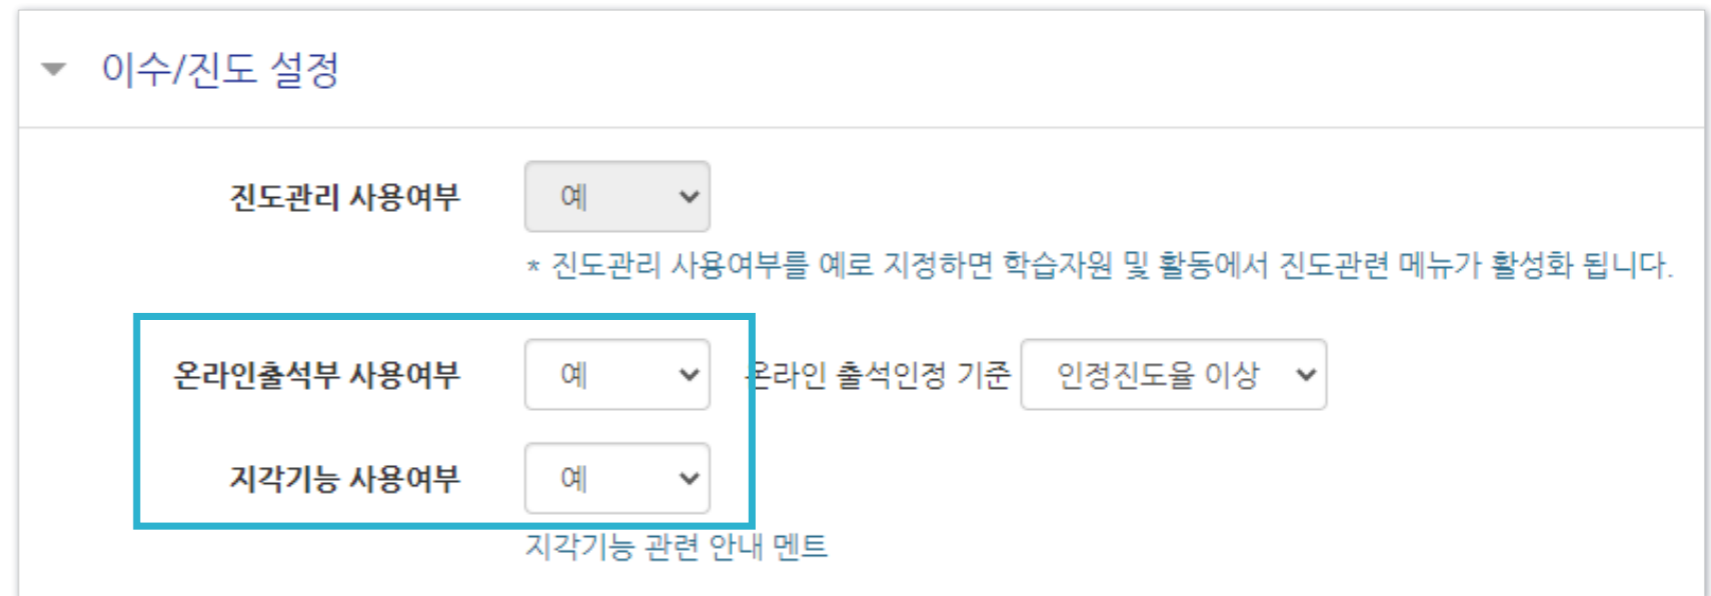 이수/진도 설정
진도관리 사용여부 예
* 진도관리 사용여부를 예로 지정하면 학습자원 및 활동에서 진도관련 메뉴가 활성화 됩니다.
온라인출석부 사용여부 예 온라인 출석인정 기준 인정진도율 이상
지각기능 사용여부 예
지각기능 관련 안내 멘트